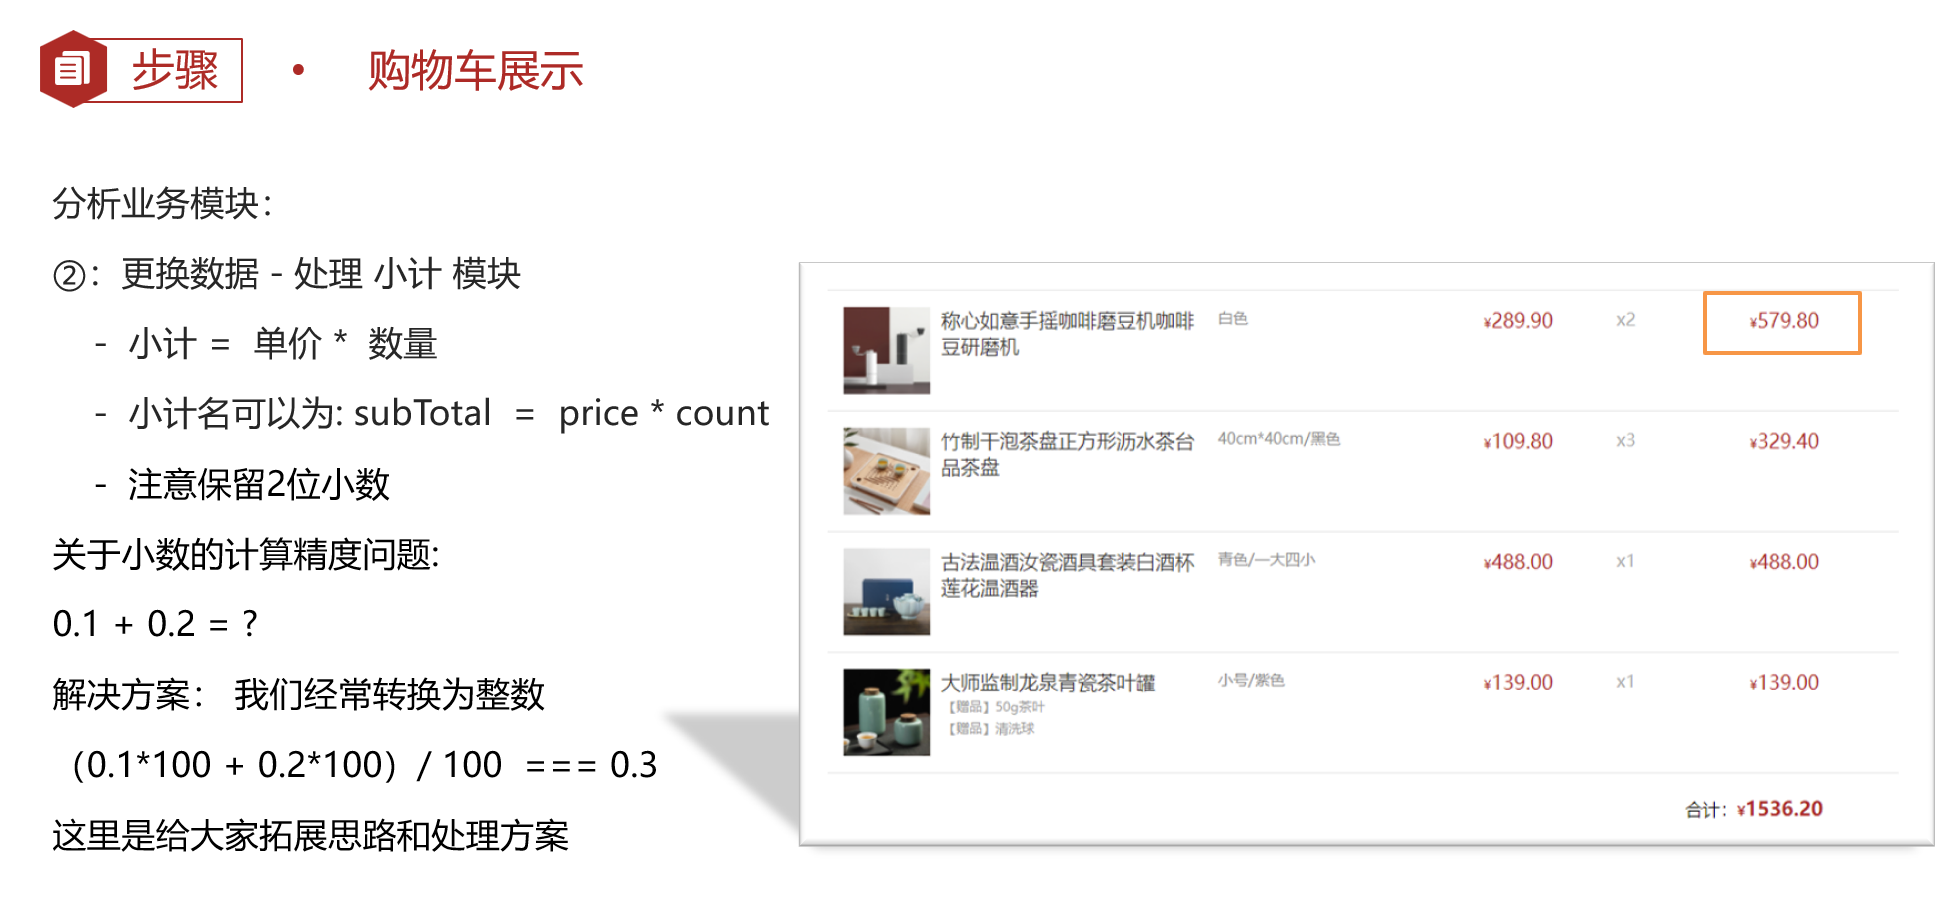 步骤 • 购物车展示
分析业务模块：
②：更换数据 - 处理 小计 模块
- 小计 = 单价 * 数量
- 小计名可以为: subTotal = price * count
- 注意保留2位小数
关于小数的计算精度问题:
0.1 + 0.2 = ?
解决方案： 我们经常转换为整数
（0.1*100 + 0.2*100）/ 100 === 0.3
这里是给大家拓展思路和处理方案
称心如意手摇咖啡磨豆机咖啡 白色 ¥289.90 x2 ¥579.80
豆研磨机
竹制干泡茶盘正方形沥水茶台 40cm*40cm/黑色 ¥109.80 x3 ¥329.40
品茶盘
古法温酒汝瓷酒具套装白酒杯 青色/一大四小 ¥488.00 x1 ¥488.00
莲花温酒器
大师监制龙泉青瓷茶叶罐 小号/紫色 ¥139.00 x1 ¥139.00
【赠品】50g茶叶
【赠品】清洗球
合计：¥1536.20